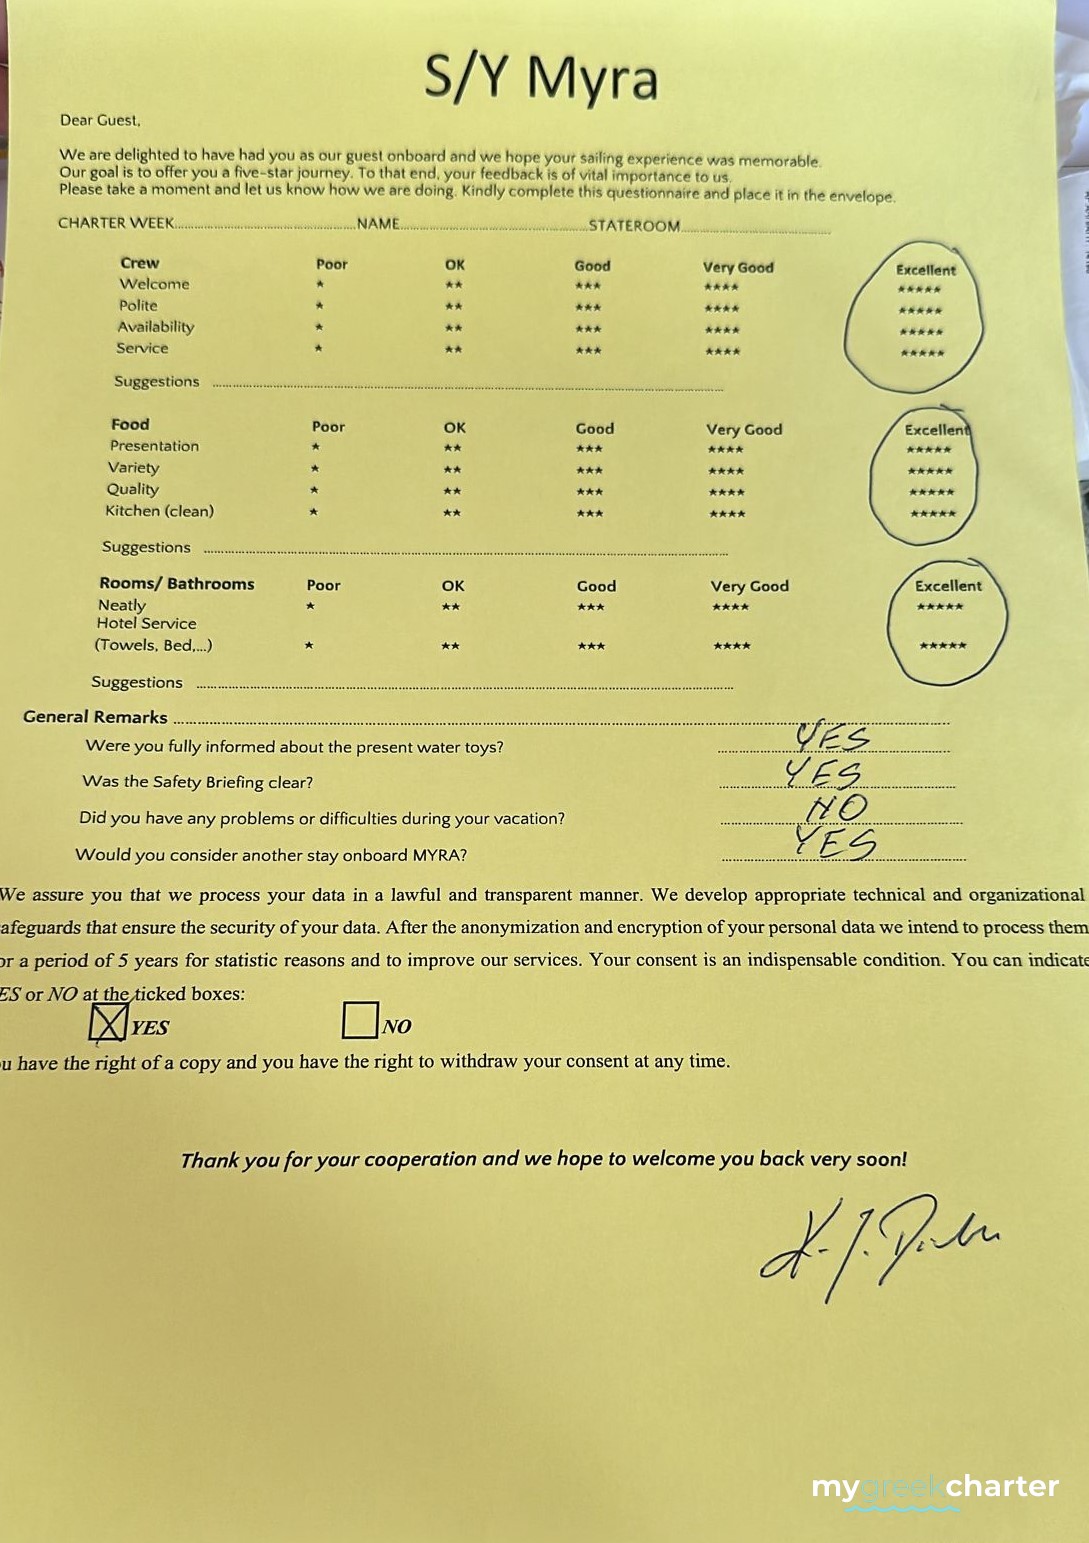 S/Y Myra
Dear Guest,
We are delighted to have had you as our guest onboard and we hope your sailing experience was memorable.
Our goal is to offer you a five-star journey. To that end, your feedback is of vital importance to us.
Please take a moment and let us know how we are doing. Kindly complete this questionnaire and place it in the envelope.
CHARTER WEEK.....................NAME.....................STATEROOM.....................
Crew Poor OK Good Very Good Excellent
Welcome ★ ★★ ★★★ ★★★★ ★★★★★
Polite ★ ★★ ★★★ ★★★★ ★★★★★
Availability ★ ★★ ★★★ ★★★★ ★★★★★
Service ★ ★★ ★★★ ★★★★ ★★★★★
Suggestions .....................
Food Poor OK Good Very Good Excellent
Presentation ★ ★★ ★★★ ★★★★ ★★★★★
Variety ★ ★★ ★★★ ★★★★ ★★★★★
Quality ★ ★★ ★★★ ★★★★ ★★★★★
Kitchen (clean) ★ ★★ ★★★ ★★★★ ★★★★★
Suggestions .....................
Rooms/ Bathrooms Poor OK Good Very Good Excellent
Neatly ★ ★★ ★★★ ★★★★ ★★★★★
Hotel Service
(Towels, Bed,...) ★ ★★ ★★★ ★★★★ ★★★★★
Suggestions .....................
General Remarks .....................
Were you fully informed about the present water toys? YES
Was the Safety Briefing clear? YES
Did you have any problems or difficulties during your vacation? NO
Would you consider another stay onboard MYRA? YES
We assure you that we process your data in a lawful and transparent manner. We develop appropriate technical and organizational
afeguards that ensure the security of your data. After the anonymization and encryption of your personal data we intend to process them
or a period of 5 years for statistic reasons and to improve our services. Your consent is an indispensable condition. You can indicate
ES or NO at the ticked boxes:
YES NO
ou have the right of a copy and you have the right to withdraw your consent at any time.
Thank you for your cooperation and we hope to welcome you back very soon!
mygreekcharter